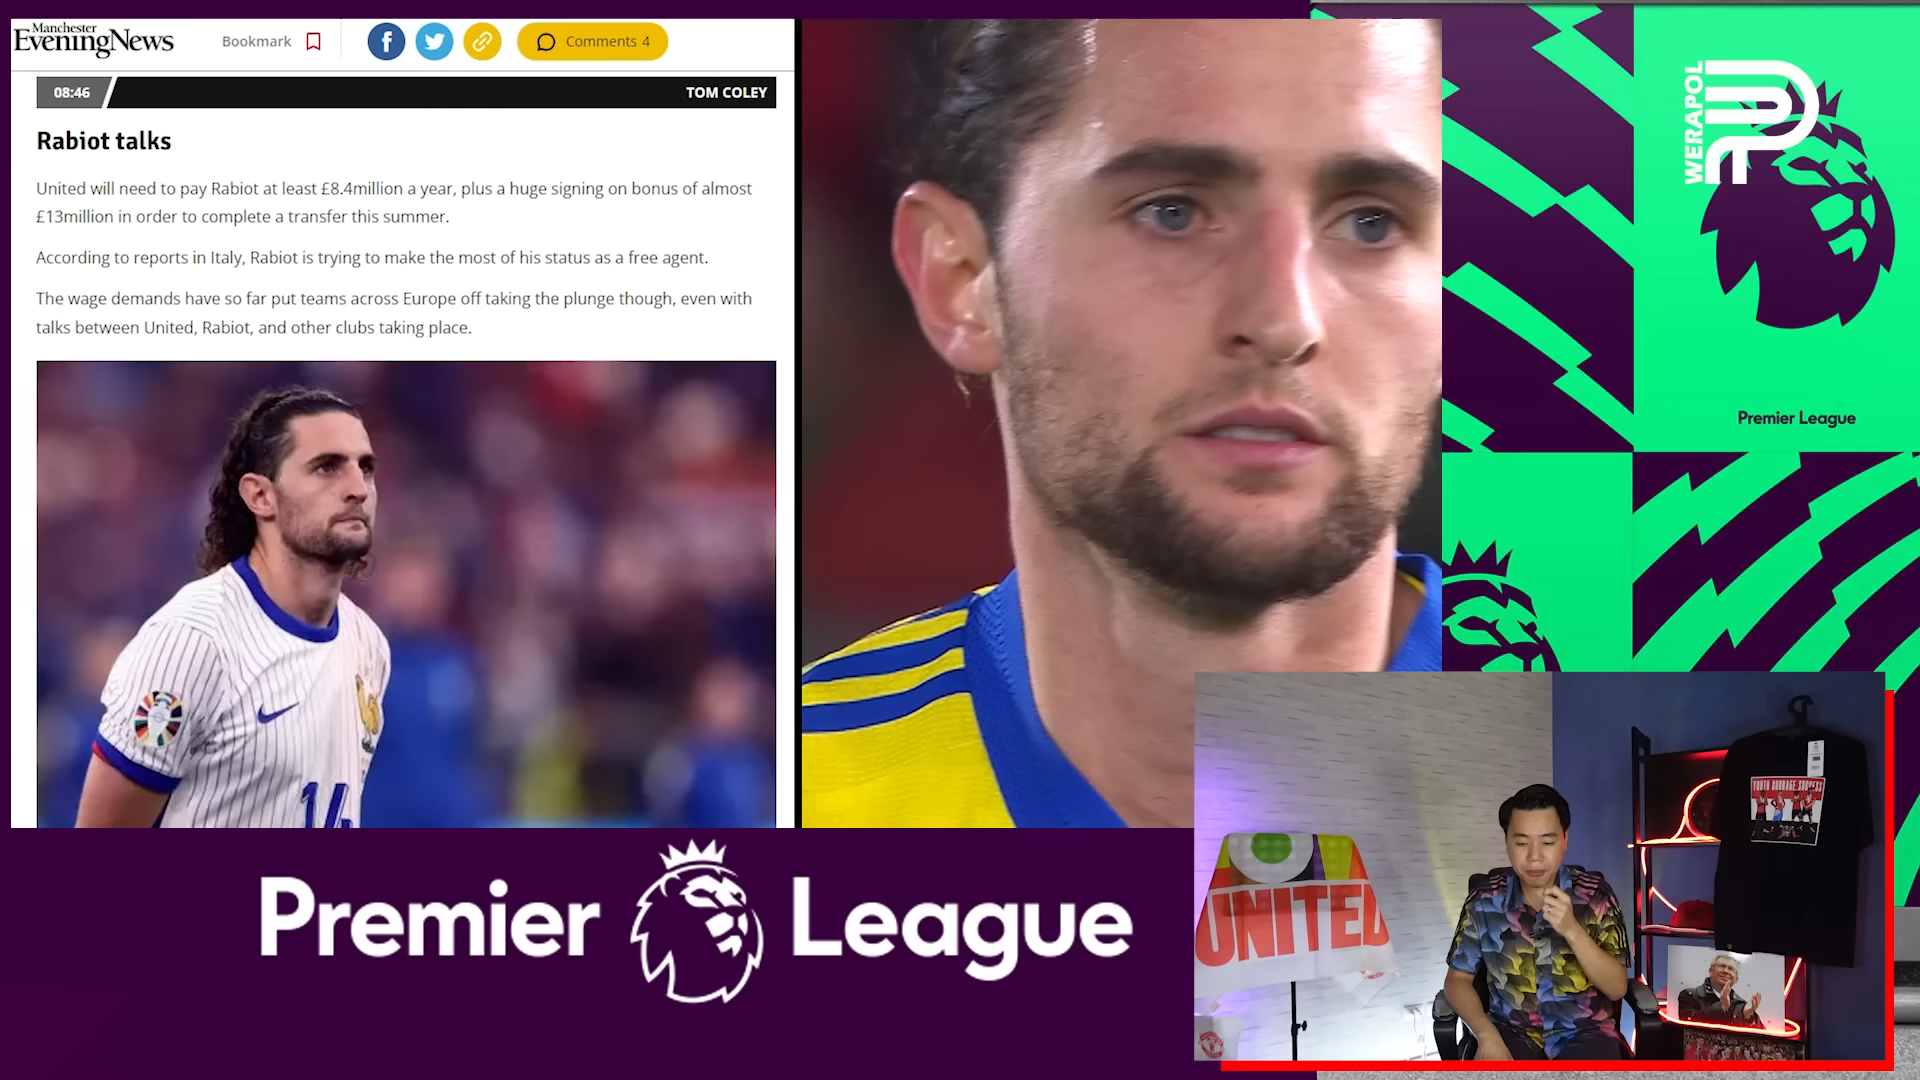 Manchester
Evening News
Bookmark
Comments 4
08:46
TOM COLEY
Rabiot talks
United will need to pay Rabiot at least £8.4million a year, plus a huge signing on bonus of almost
£13million in order to complete a transfer this summer.
According to reports in Italy, Rabiot is trying to make the most of his status as a free agent.
The wage demands have so far put teams across Europe off taking the plunge though, even with
talks between United, Rabiot, and other clubs taking place.
14
WERAPOL
Premier League
Premier League
UNITED
YOUTH COURAGE SUCCESS